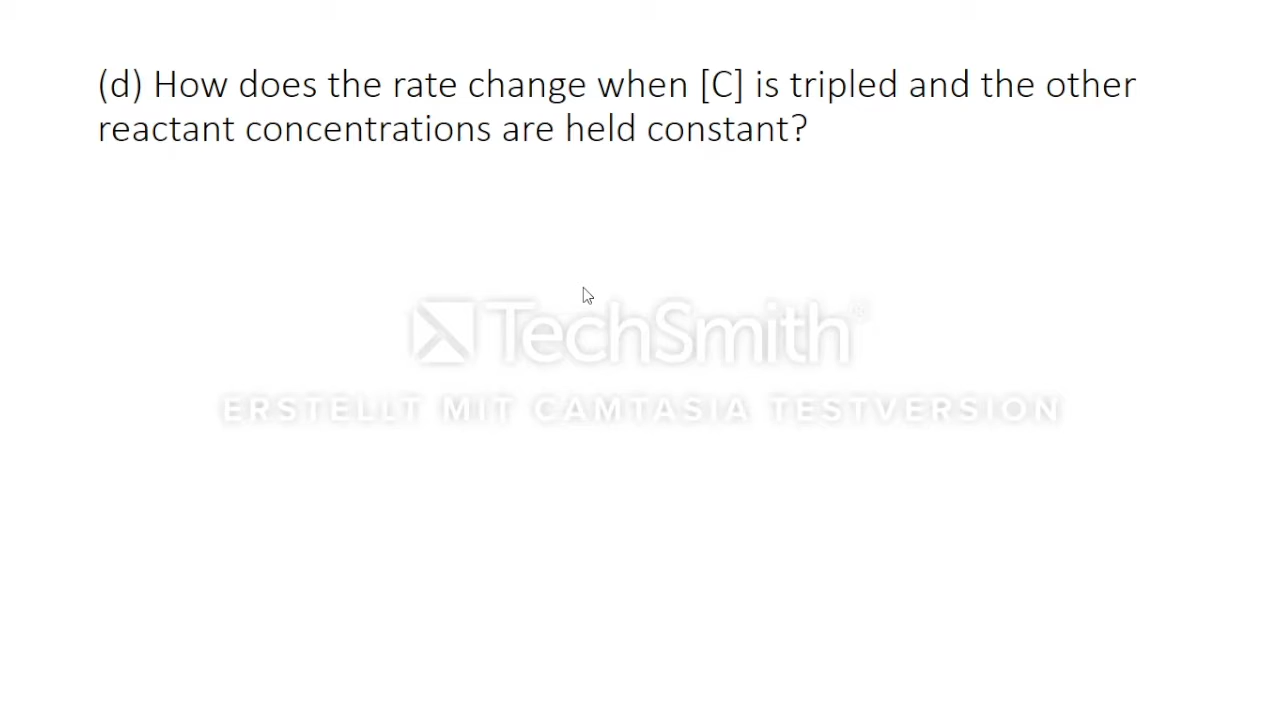 (d) How does the rate change when [C] is tripled and the other
reactant concentrations are held constant?
TechSmith®
ERSTELLT MIT CAMTASIA TESTVERSION